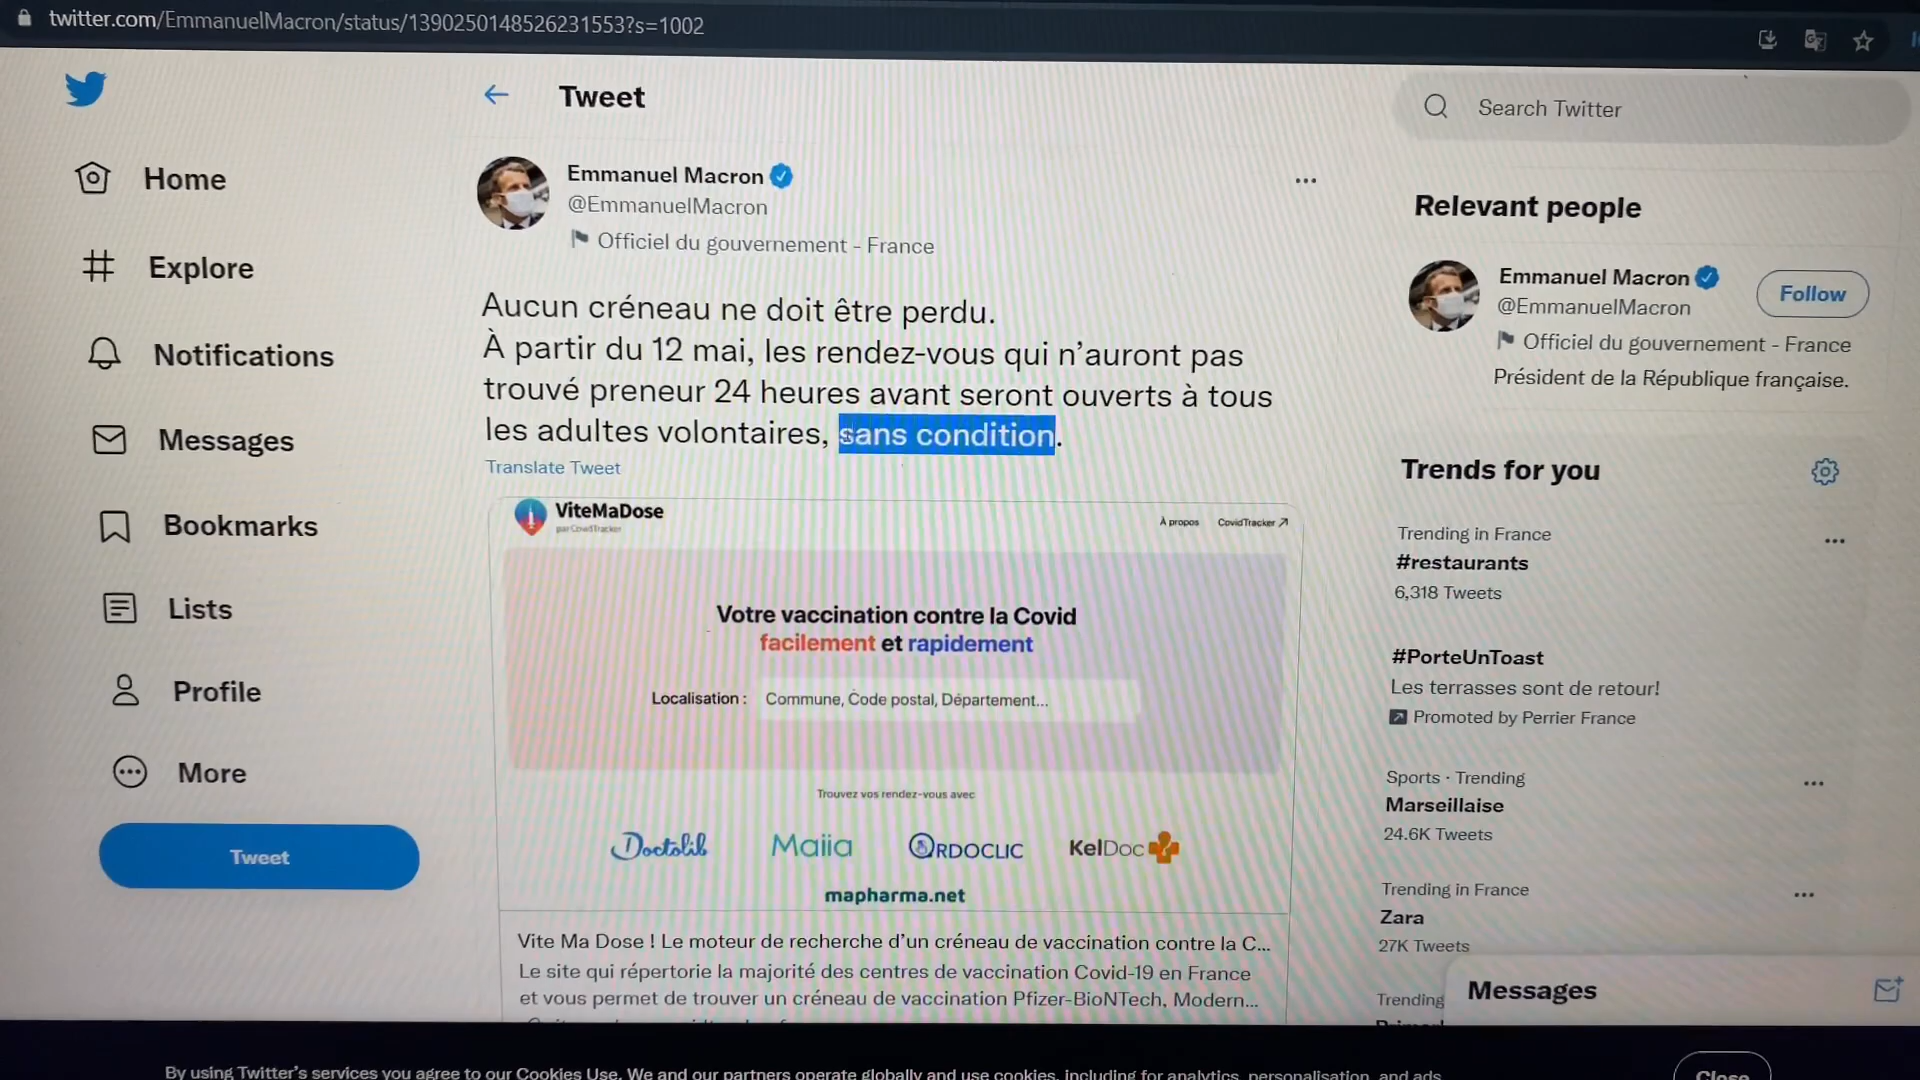 twitter.com/EmmanuelMacron/status/1390250148526231553?s=1002
Home
Explore
Notifications
Messages
Bookmarks
Lists
Profile
More
Tweet
Tweet
Emmanuel Macron
@EmmanuelMacron
Officiel du gouvernement - France
Aucun créneau ne doit être perdu.
À partir du 12 mai, les rendez-vous qui n’auront pas
trouvé preneur 24 heures avant seront ouverts à tous
les adultes volontaires, sans condition.
Translate Tweet
ViteMaDose
par CovidTracker
À propos
CovidTracker
Votre vaccination contre la Covid
facilement et rapidement
Localisation :
Commune, Code postal, Département...
Trouvez vos rendez-vous avec
Doctolib
Maiia
ORDOCLIC
KelDoc
mapharma.net
Vite Ma Dose ! Le moteur de recherche d’un créneau de vaccination contre la C...
Le site qui répertorie la majorité des centres de vaccination Covid-19 en France
et vous permet de trouver un créneau de vaccination Pfizer-BioNTech, Modern...
Search Twitter
Relevant people
Emmanuel Macron
@EmmanuelMacron
Follow
Officiel du gouvernement - France
Président de la République française.
Trends for you
Trending in France
#restaurants
6,318 Tweets
#PorteUnToast
Les terrasses sont de retour!
Promoted by Perrier France
Sports · Trending
Marseillaise
24.6K Tweets
Trending in France
Zara
27K Tweets
Trending
Messages
By using Twitter’s services you agree to our Cookies Use. We and our partners operate globally and use cookies, including for analytics, personalisation, and ads.
Close